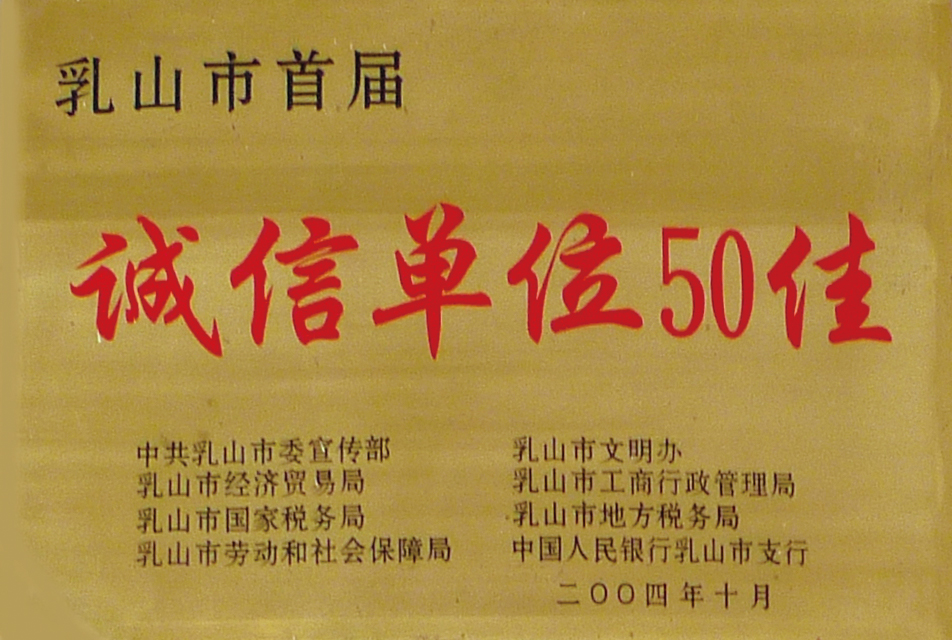 乳山市首届
诚信单位50佳
中共乳山市委宣传部
乳山市文明办
乳山市经济贸易局
乳山市工商行政管理局
乳山市国家税务局
乳山市地方税务局
乳山市劳动和社会保障局
中国人民银行乳山市支行
二〇〇四年十月